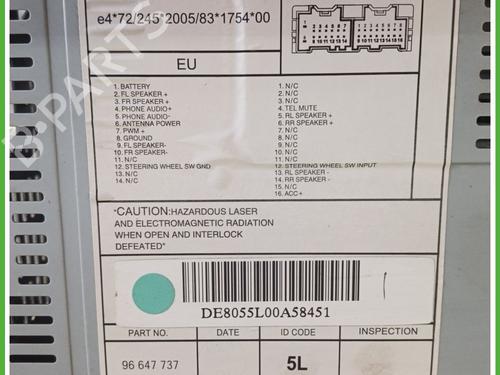 e4*72/245*2005/83*1754*00
EU
1. BATTERY
2. FL SPEAKER +
3. FR SPEAKER +
4. PHONE AUDIO+
5. PHONE AUDIO-
6. ANTENNA POWER
7. PWM +
8. GROUND
9. FL SPEAKER-
10. FR SPEAKER-
11. N/C
12. STEERING WHEEL SW GND
13. N/C
14. N/C
1. N/C
2. N/C
3. N/C
4. TEL MUTE
5. RL SPEAKER +
6. RR SPEAKER +
7. N/C
8. N/C
9. N/C
10. N/C
11. N/C
12. STEERING WHEEL SW INPUT
13. RL SPEAKER -
14. RR SPEAKER -
15. N/C
16. ACC+
*CAUTION:HAZARDOUS LASER
AND ELECTROMAGNETIC RADIATION
WHEN OPEN AND INTERLOCK
DEFEATED*
DE8055L00A58451
PART NO. DATE ID CODE INSPECTION
96 647 737 5L
B-PARTS